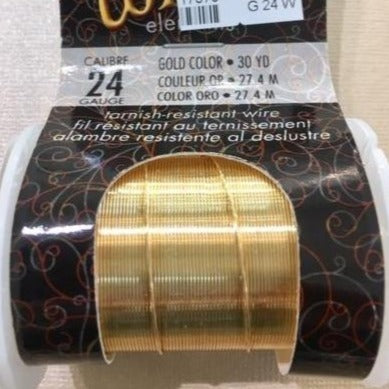 G 24 W
CALIBRE
24
GAUGE
GOLD COLOR • 30 YD
COULEUR OR • 27,4 M
COLOR ORO • 27,4 M
tarnish-resistant wire
fil résistant au ternissement
alambre resistente al deslustre